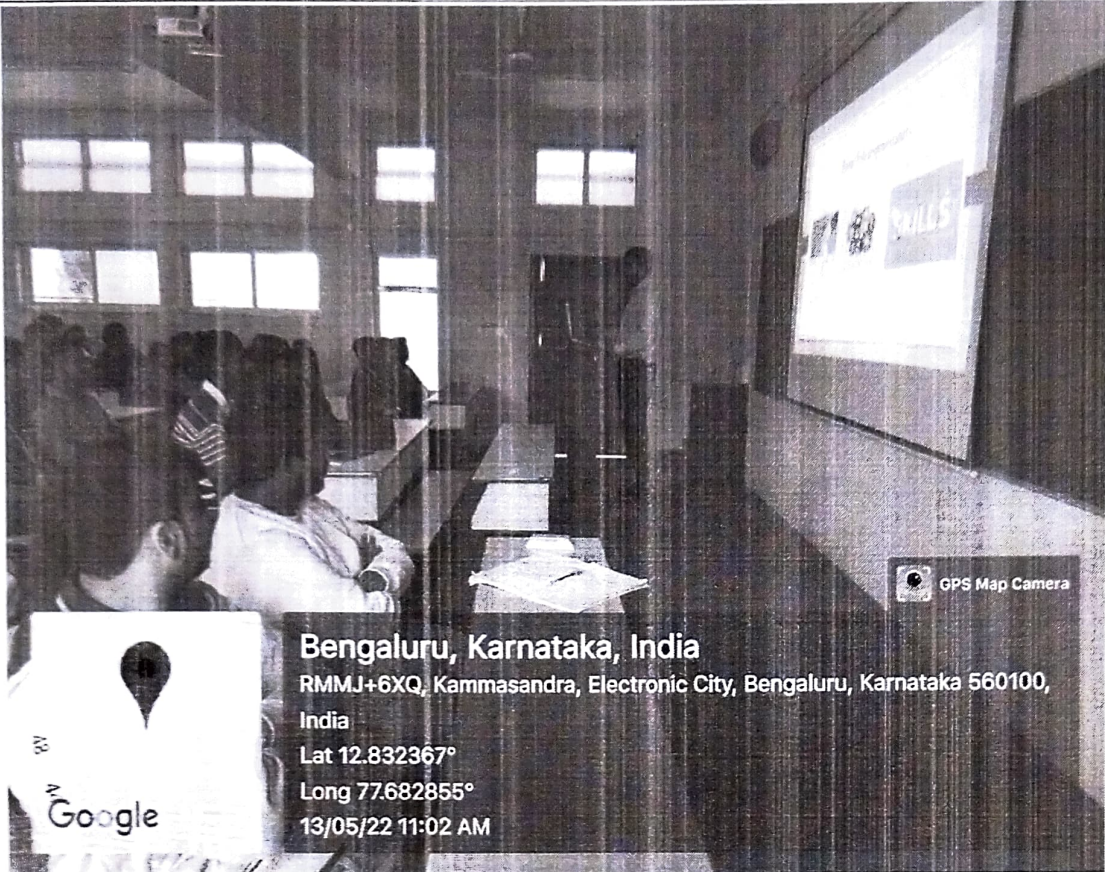 SKILLS
GPS Map Camera
Bengaluru, Karnataka, India
RMMJ+6XQ, Kammasandra, Electronic City, Bengaluru, Karnataka 560100,
India
Lat 12.832367°
Long 77.682855°
13/05/22 11:02 AM
Google